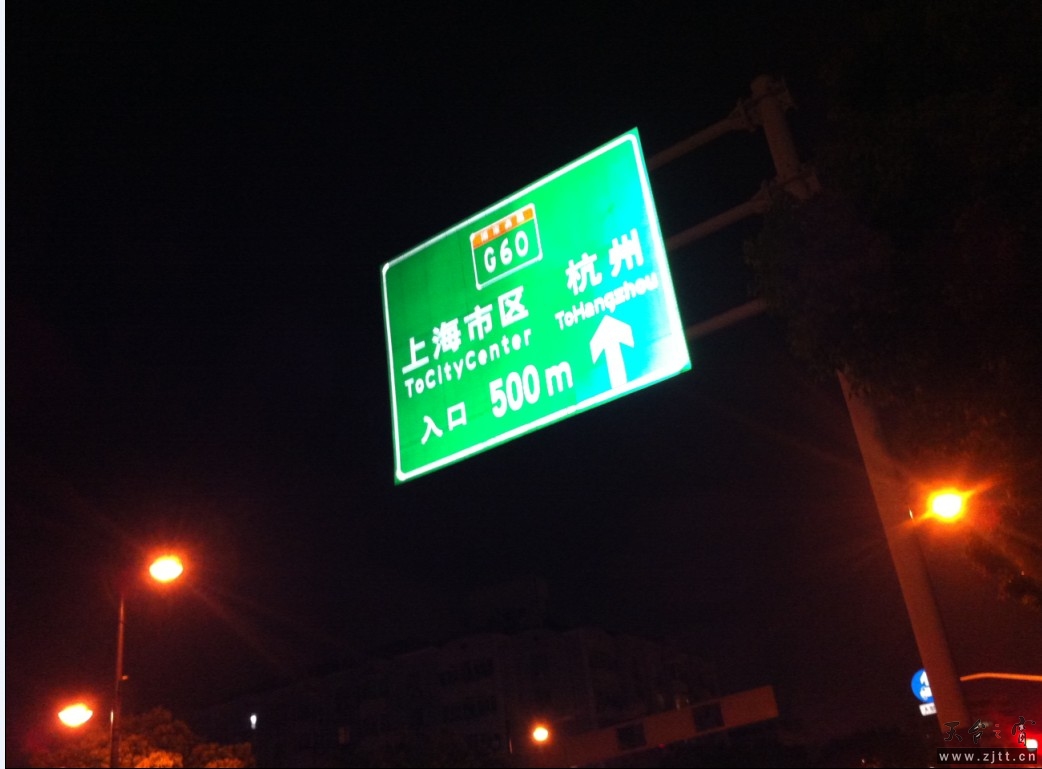 G60
上海市区 杭州
ToCityCenter ToHangzhou
入口 500m
www.zjtt.cn